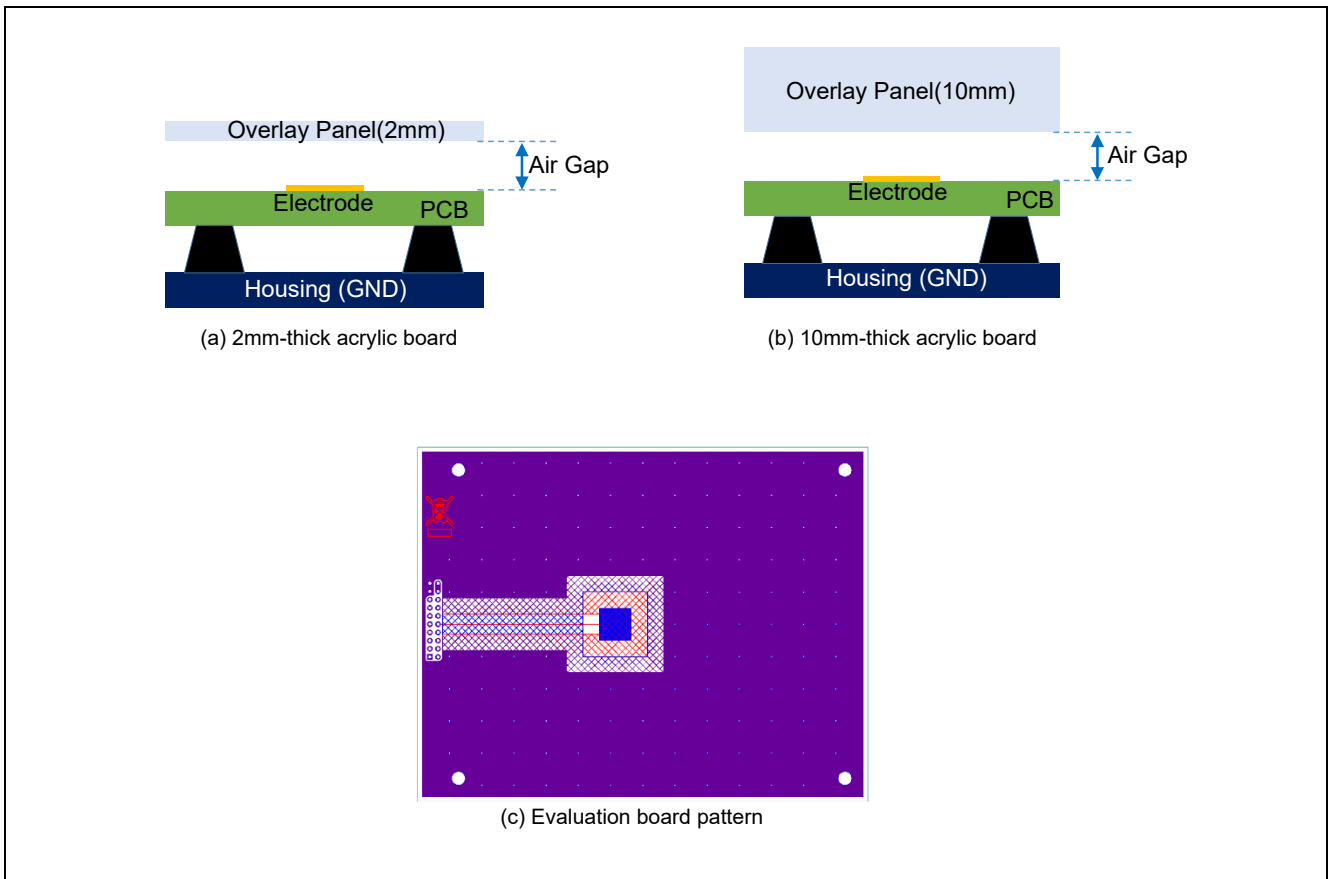 Overlay Panel(2mm)
Air Gap
Electrode
PCB
Housing (GND)
(a) 2mm-thick acrylic board
Overlay Panel(10mm)
Air Gap
Electrode
PCB
Housing (GND)
(b) 10mm-thick acrylic board
(c) Evaluation board pattern